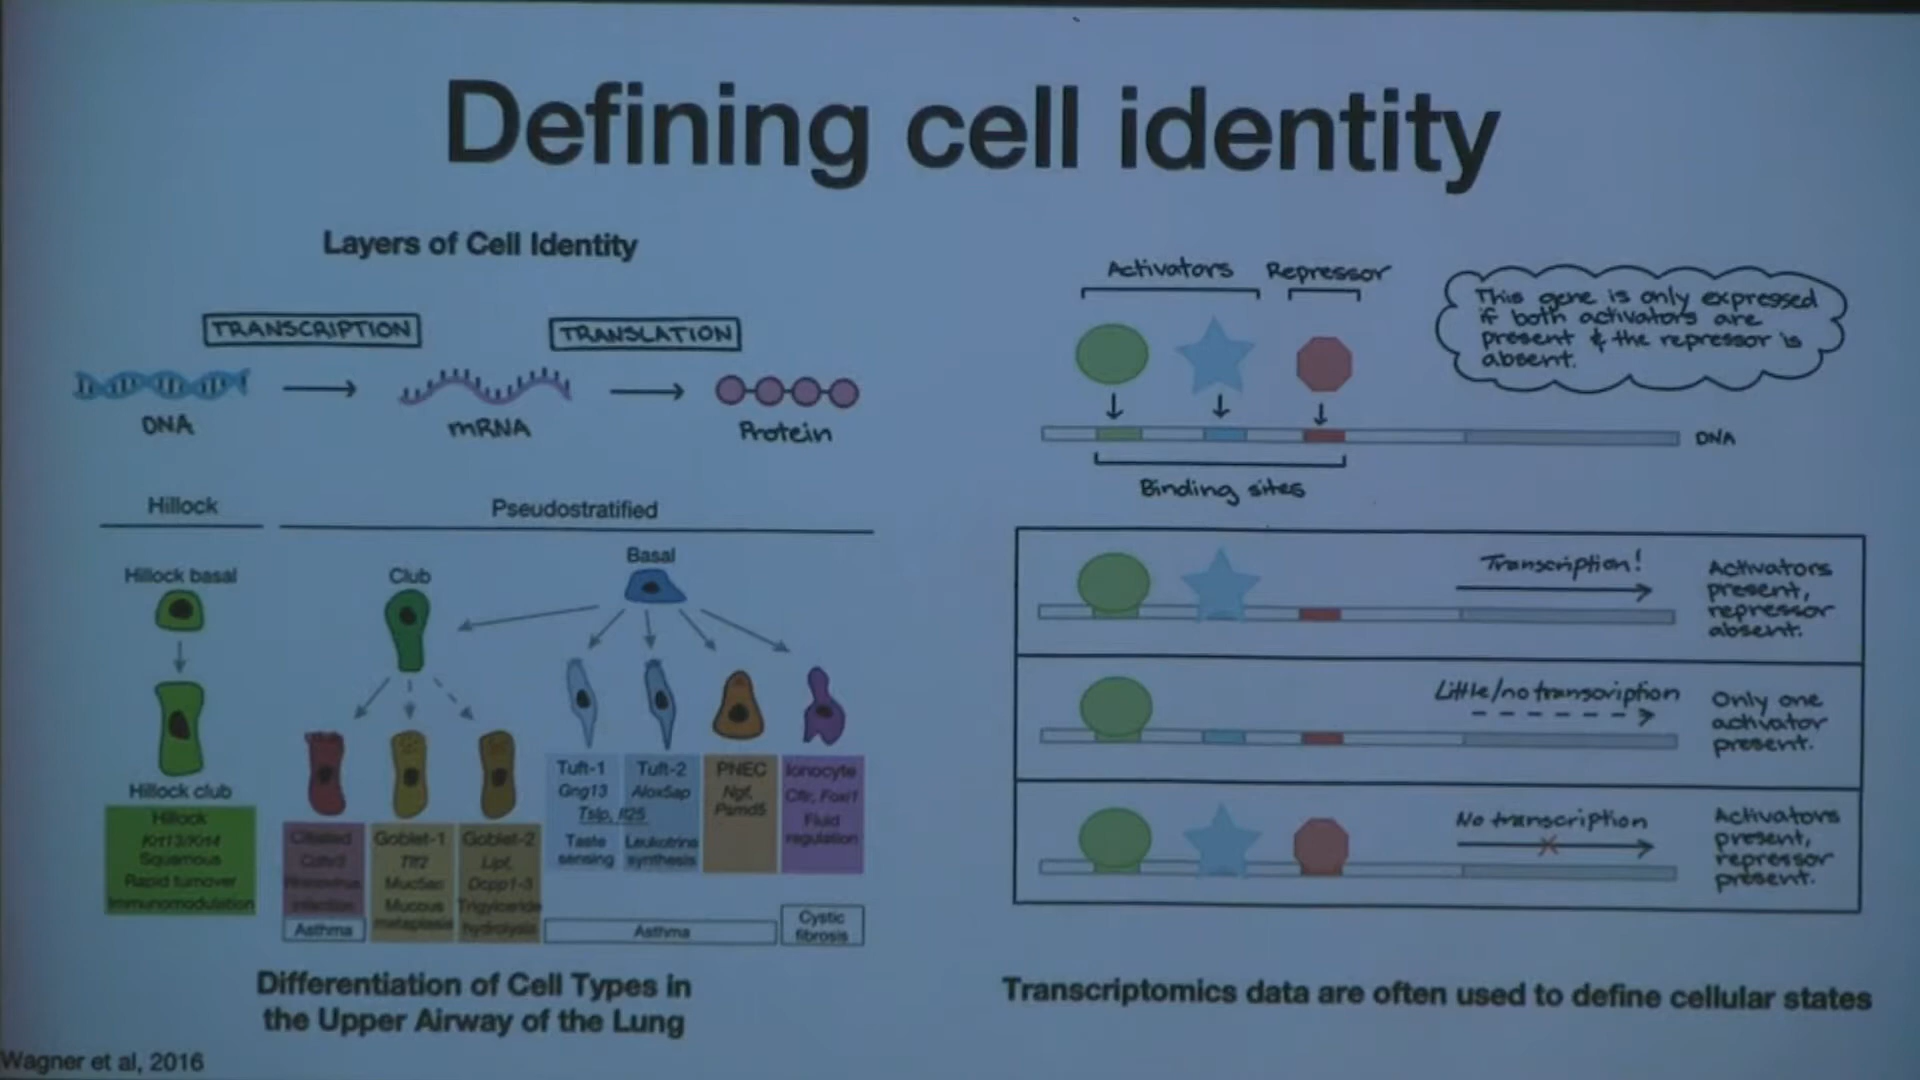 Defining cell identity
Layers of Cell Identity
TRANSCRIPTION
TRANSLATION
DNA
mRNA
Protein
Hillock
Pseudostratified
Hillock basal
Club
Basal
Hillock club
Hillock
Krt13/Krt4
Squamous
Rapid turnover
Immunomodulation
Ciliated
Rhinovirus
infection
Asthma
Goblet-1
Tff2
Muc5ac
Mucous
metaplasia
Goblet-2
Lipf,
Dcpp1-3
hydrolysis
Tuft-1
Gng13
Tuft-2
Alox5ap
Tslp, Il25
Taste
sensing
Leukotrine
synthesis
Asthma
PNEC
Ngf,
Psmd5
Ionocyte
Cftr, Foxi1
Fluid
regulation
Cystic
fibrosis
Differentiation of Cell Types in
the Upper Airway of the Lung
Wagner et al, 2016
Activators
Repressor
This gene is only expressed
if both activators are
present & the repressor is
absent.
DNA
Binding sites
Transcription!
Activators
present,
repressor
absent.
Little/no transcription
Only one
activator
present.
No transcription
Activators
present,
repressor
present.
Transcriptomics data are often used to define cellular states